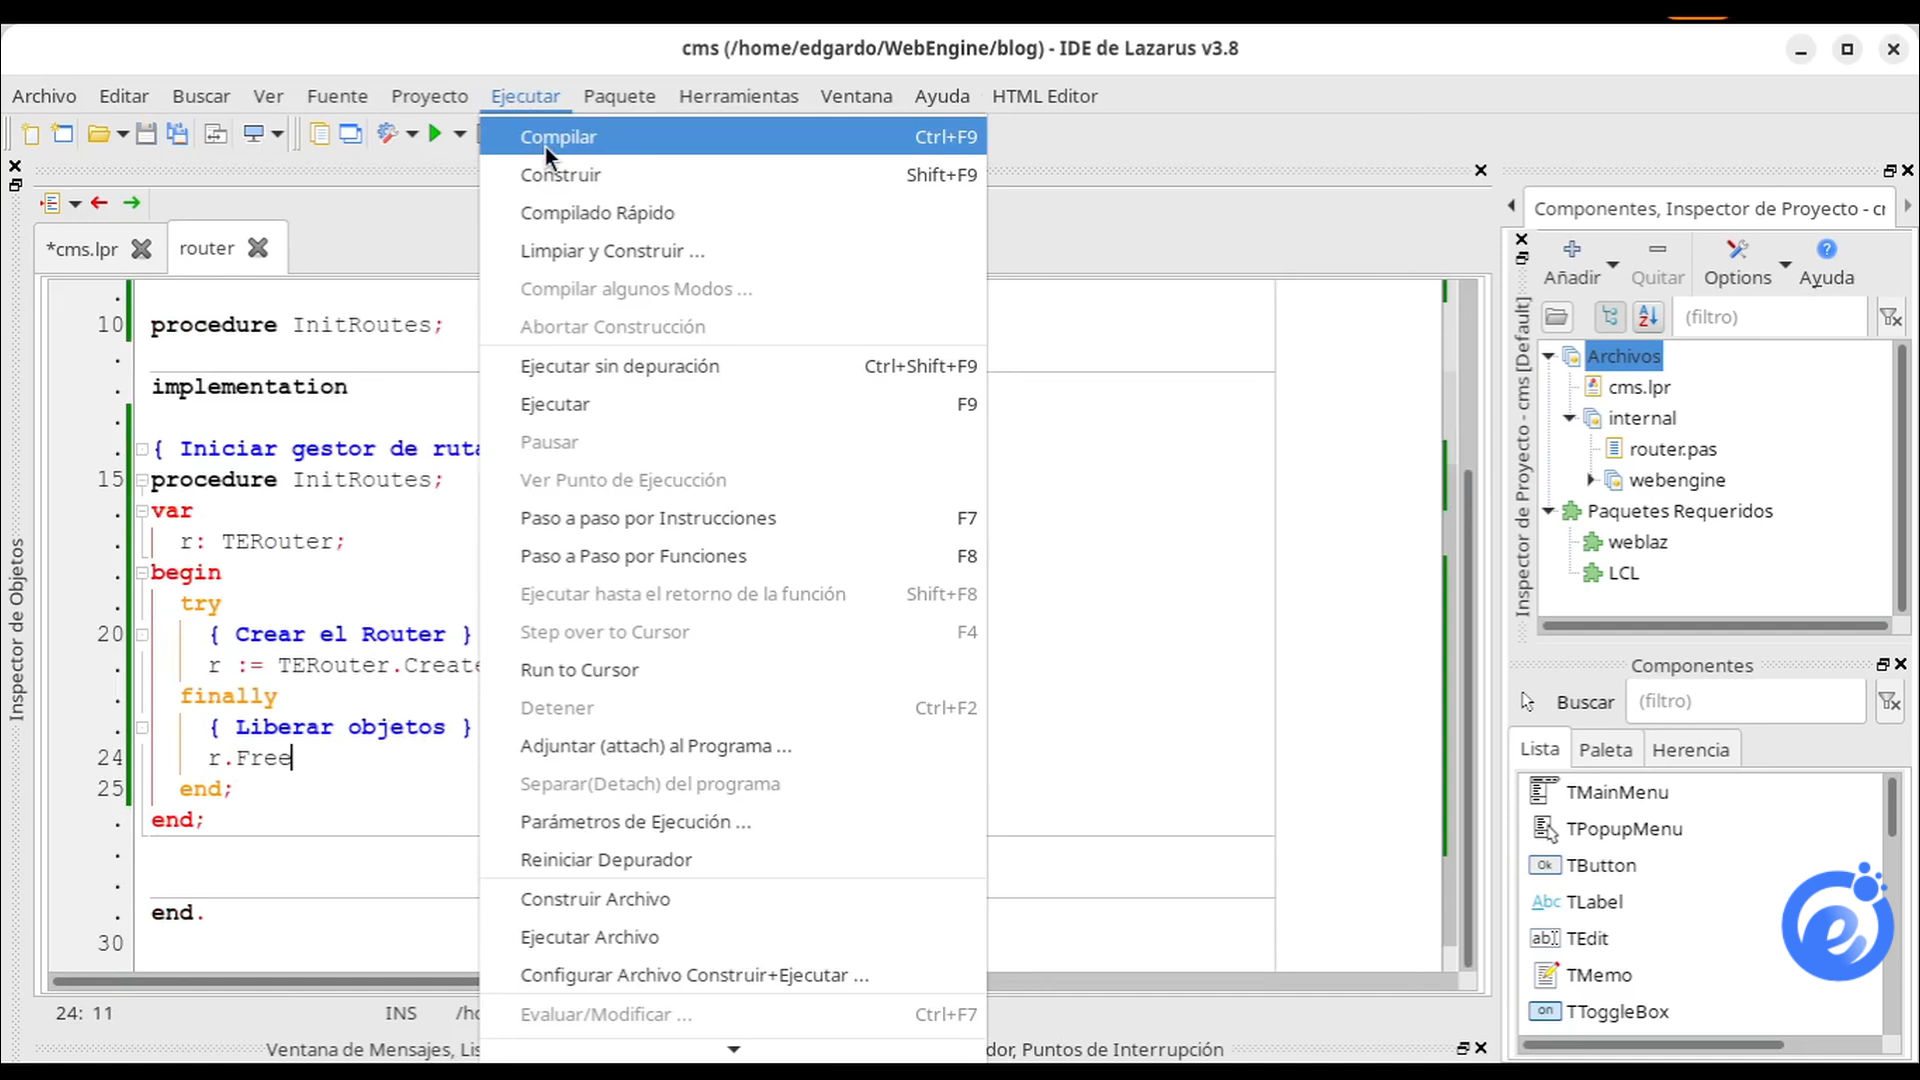 cms (/home/edgardo/WebEngine/blog) - IDE de Lazarus v3.8
Archivo Editar Buscar Ver Fuente Proyecto Ejecutar Paquete Herramientas Ventana Ayuda HTML Editor
Compilar Ctrl+F9
Construir Shift+F9
Compilado Rápido
Limpiar y Construir ...
Compilar algunos Modos ...
Abortar Construcción
Ejecutar sin depuración Ctrl+Shift+F9
Ejecutar F9
Pausar
Ver Punto de Ejecucción
Paso a paso por Instrucciones F7
Paso a Paso por Funciones F8
Ejecutar hasta el retorno de la función Shift+F8
Step over to Cursor F4
Run to Cursor
Detener Ctrl+F2
Adjuntar (attach) al Programa ...
Separar(Detach) del programa
Parámetros de Ejecución ...
Reiniciar Depurador
Construir Archivo
Ejecutar Archivo
Configurar Archivo Construir+Ejecutar ...
Evaluar/Modificar ... Ctrl+F7
Inspector de Objetos
*cms.lpr router
.
10 procedure InitRoutes;
.
. implementation
.
. { Iniciar gestor de ruta
15 procedure InitRoutes;
. var
. r: TERouter;
. begin
. try
20 { Crear el Router }
. r := TERouter.Create
. finally
. { Liberar objetos }
24 r.Free
25 end;
. end;
.
.
. end.
30
24: 11 INS /ho
Ventana de Mensajes, Lis
dor, Puntos de Interrupción
Componentes, Inspector de Proyecto - cr
Inspector de Proyecto - cms [Default]
Añadir Quitar Options Ayuda
(filtro)
Archivos
cms.lpr
internal
router.pas
webengine
Paquetes Requeridos
weblaz
LCL
Componentes
Buscar (filtro)
Lista Paleta Herencia
TMainMenu
TPopupMenu
Ok TButton
Abc TLabel
ab] TEdit
TMemo
on TToggleBox